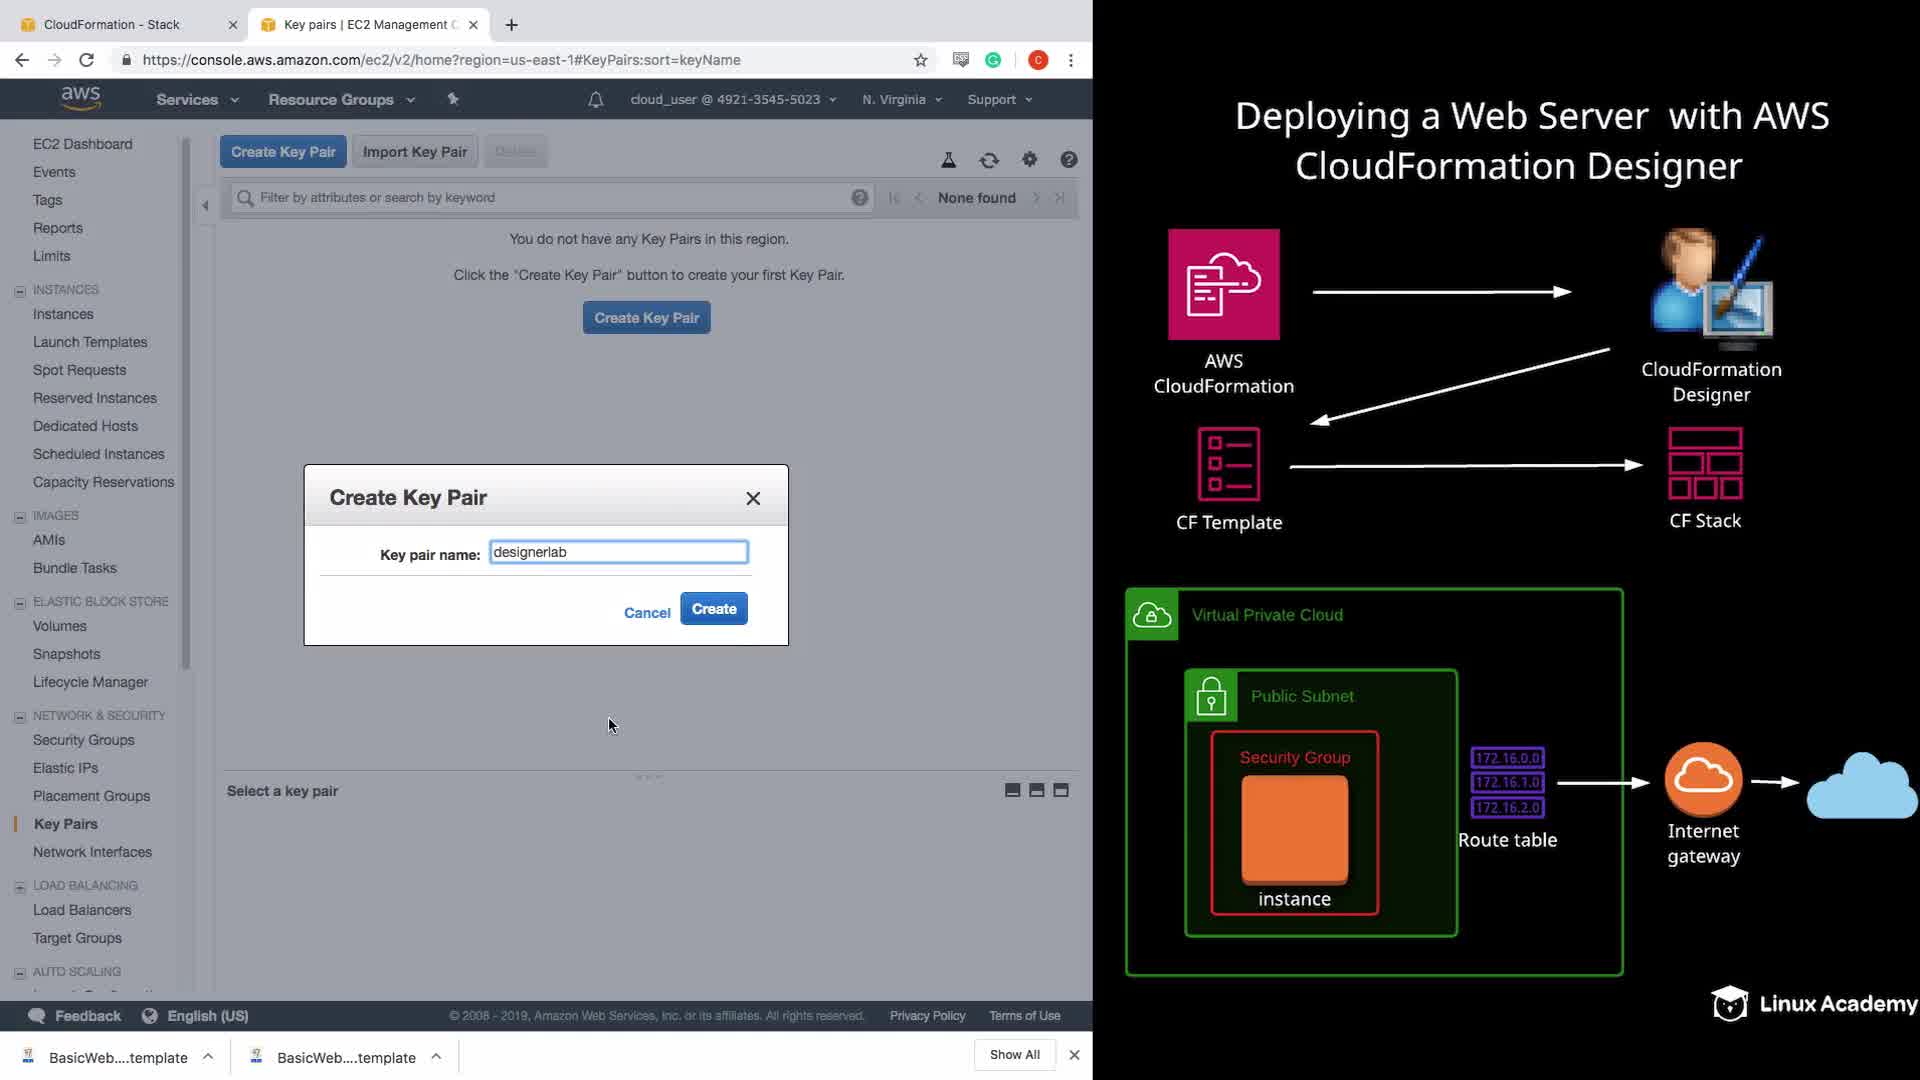 CloudFormation - Stack
Key pairs | EC2 Management C
https://console.aws.amazon.com/ec2/v2/home?region=us-east-1#KeyPairs:sort=keyName
CSP
C
aws
Services
Resource Groups
cloud_user @ 4921-3545-5023
N. Virginia
Support
EC2 Dashboard
Events
Tags
Reports
Limits
INSTANCES
Instances
Launch Templates
Spot Requests
Reserved Instances
Dedicated Hosts
Scheduled Instances
Capacity Reservations
IMAGES
AMIs
Bundle Tasks
ELASTIC BLOCK STORE
Volumes
Snapshots
Lifecycle Manager
NETWORK & SECURITY
Security Groups
Elastic IPs
Placement Groups
Key Pairs
Network Interfaces
LOAD BALANCING
Load Balancers
Target Groups
AUTO SCALING
Create Key Pair
Import Key Pair
Delete
Filter by attributes or search by keyword
None found
You do not have any Key Pairs in this region.
Click the "Create Key Pair" button to create your first Key Pair.
Create Key Pair
Create Key Pair
Key pair name:
designerlab
Cancel
Create
Select a key pair
Feedback
English (US)
© 2008 - 2019, Amazon Web Services, Inc. or its affiliates. All rights reserved.
Privacy Policy
Terms of Use
BasicWeb....template
BasicWeb....template
Show All
Deploying a Web Server with AWS
CloudFormation Designer
AWS
CloudFormation
CloudFormation
Designer
CF Template
CF Stack
Virtual Private Cloud
Public Subnet
Security Group
instance
172.16.0.0
172.16.1.0
172.16.2.0
Route table
Internet
gateway
Linux Academy